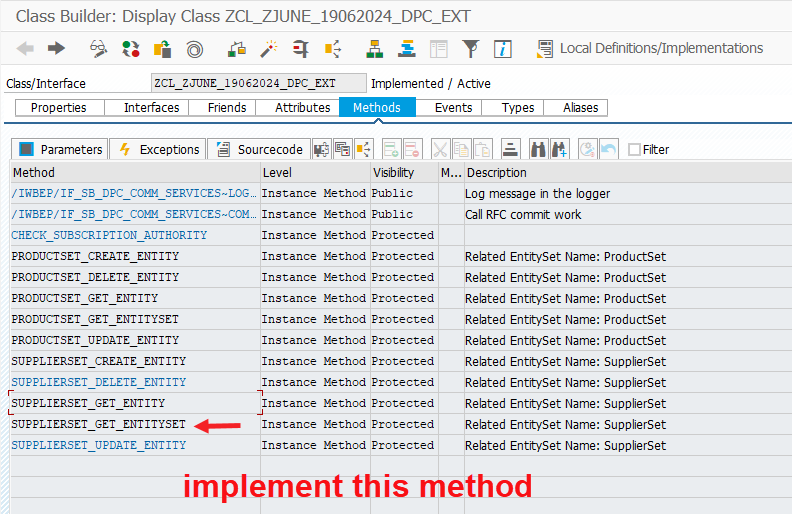 Class Builder: Display Class ZCL_ZJUNE_19062024_DPC_EXT
Local Definitions/Implementations
Class/Interface ZCL_ZJUNE_19062024_DPC_EXT Implemented / Active
Properties Interfaces Friends Attributes Methods Events Types Aliases
Parameters Exceptions Sourcecode Filter
Method Level Visibility M... Description
/IWBEP/IF_SB_DPC_COMM_SERVICES~LOG... Instance Method Public Log message in the logger
/IWBEP/IF_SB_DPC_COMM_SERVICES~COM... Instance Method Public Call RFC commit work
CHECK_SUBSCRIPTION_AUTHORITY Instance Method Protected
PRODUCTSET_CREATE_ENTITY Instance Method Protected Related EntitySet Name: ProductSet
PRODUCTSET_DELETE_ENTITY Instance Method Protected Related EntitySet Name: ProductSet
PRODUCTSET_GET_ENTITY Instance Method Protected Related EntitySet Name: ProductSet
PRODUCTSET_GET_ENTITYSET Instance Method Protected Related EntitySet Name: ProductSet
PRODUCTSET_UPDATE_ENTITY Instance Method Protected Related EntitySet Name: ProductSet
SUPPLIERSET_CREATE_ENTITY Instance Method Protected Related EntitySet Name: SupplierSet
SUPPLIERSET_DELETE_ENTITY Instance Method Protected Related EntitySet Name: SupplierSet
SUPPLIERSET_GET_ENTITY Instance Method Protected Related EntitySet Name: SupplierSet
SUPPLIERSET_GET_ENTITYSET Instance Method Protected Related EntitySet Name: SupplierSet
SUPPLIERSET_UPDATE_ENTITY Instance Method Protected Related EntitySet Name: SupplierSet
implement this method